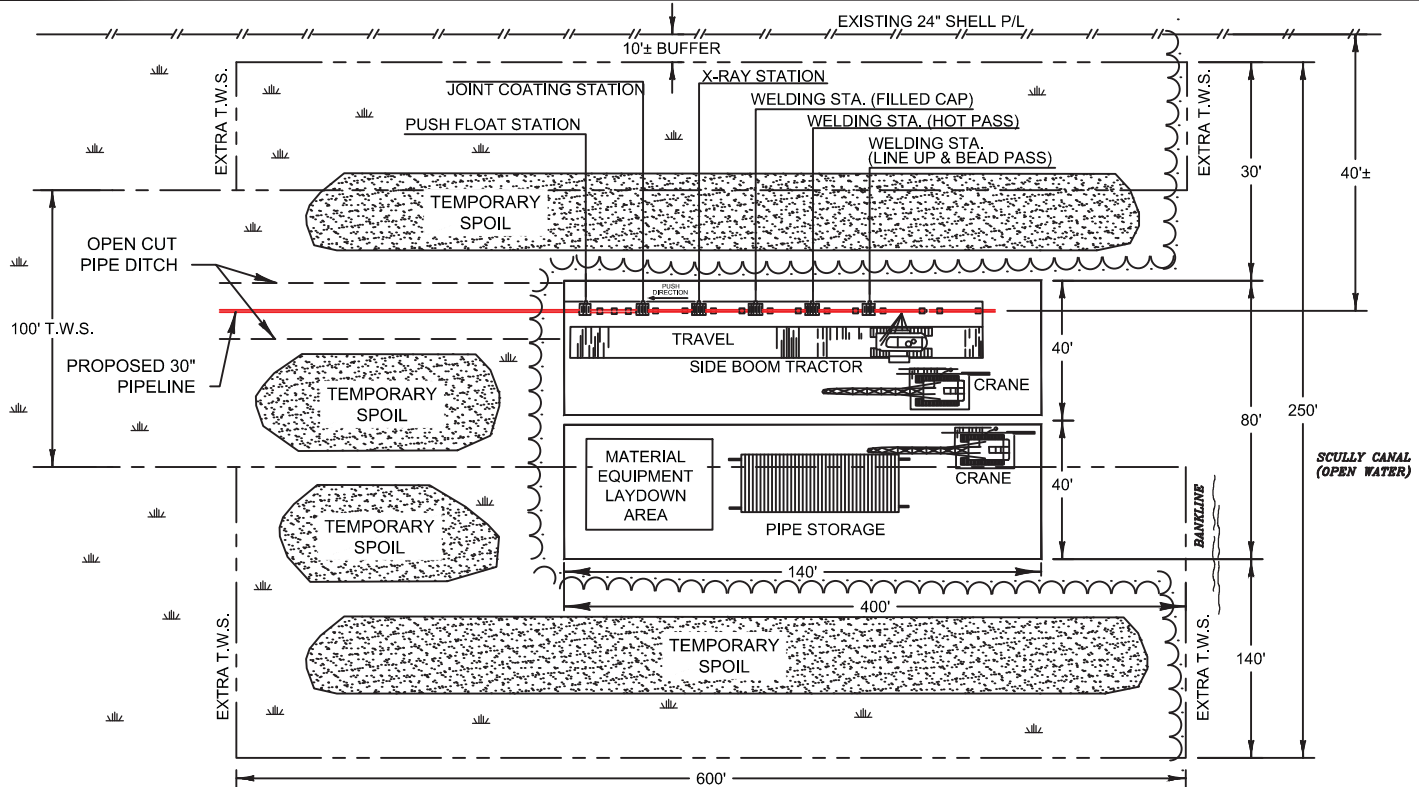 EXISTING 24" SHELL P/L
10'± BUFFER
X-RAY STATION
JOINT COATING STATION
WELDING STA. (FILLED CAP)
PUSH FLOAT STATION
WELDING STA. (HOT PASS)
WELDING STA.
(LINE UP & BEAD PASS)
EXTRA T.W.S.
EXTRA T.W.S.
30'
40'±
TEMPORARY
SPOIL
OPEN CUT
PIPE DITCH
PUSH
DIRECTION
100' T.W.S.
TRAVEL
SIDE BOOM TRACTOR
PROPOSED 30"
PIPELINE
CRANE
40'
80'
250'
TEMPORARY
SPOIL
MATERIAL
EQUIPMENT
LAYDOWN
AREA
CRANE
PIPE STORAGE
40'
SCULLY CANAL
(OPEN WATER)
BANKLINE
TEMPORARY
SPOIL
140'
400'
EXTRA T.W.S.
TEMPORARY
SPOIL
EXTRA T.W.S.
140'
600'